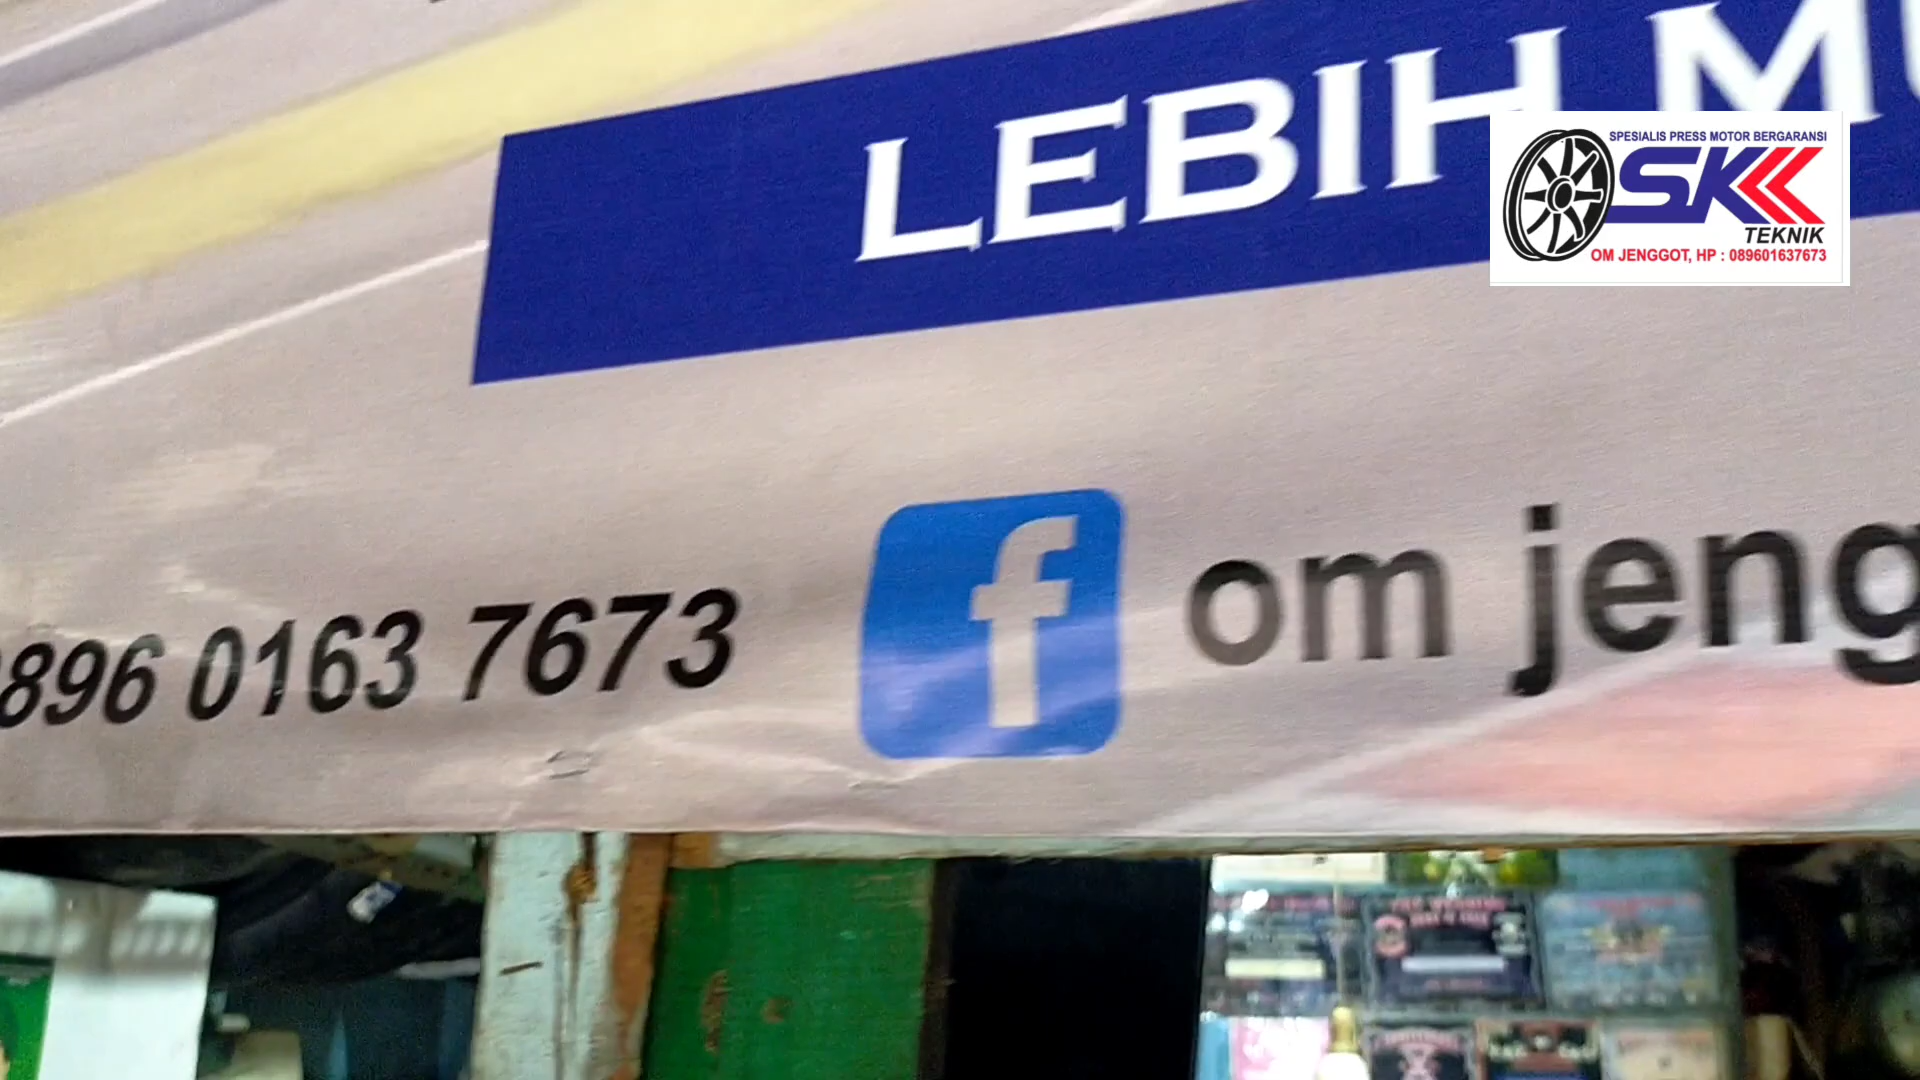 LEBIH
SPESIALIS PRESS MOTOR BERGARANSI
SK
TEKNIK
OM JENGGOT, HP : 089601637673
896 0163 7673
f om jeng